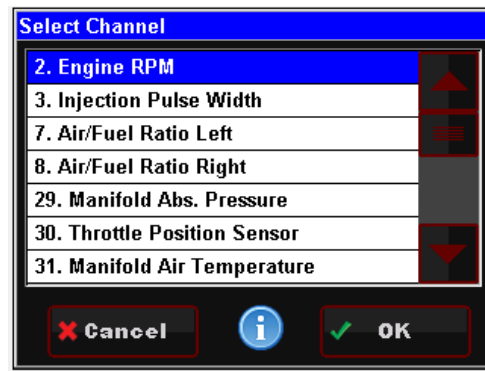 Select Channel
2. Engine RPM
3. Injection Pulse Width
7. Air/Fuel Ratio Left
8. Air/Fuel Ratio Right
29. Manifold Abs. Pressure
30. Throttle Position Sensor
31. Manifold Air Temperature
Cancel
i
OK